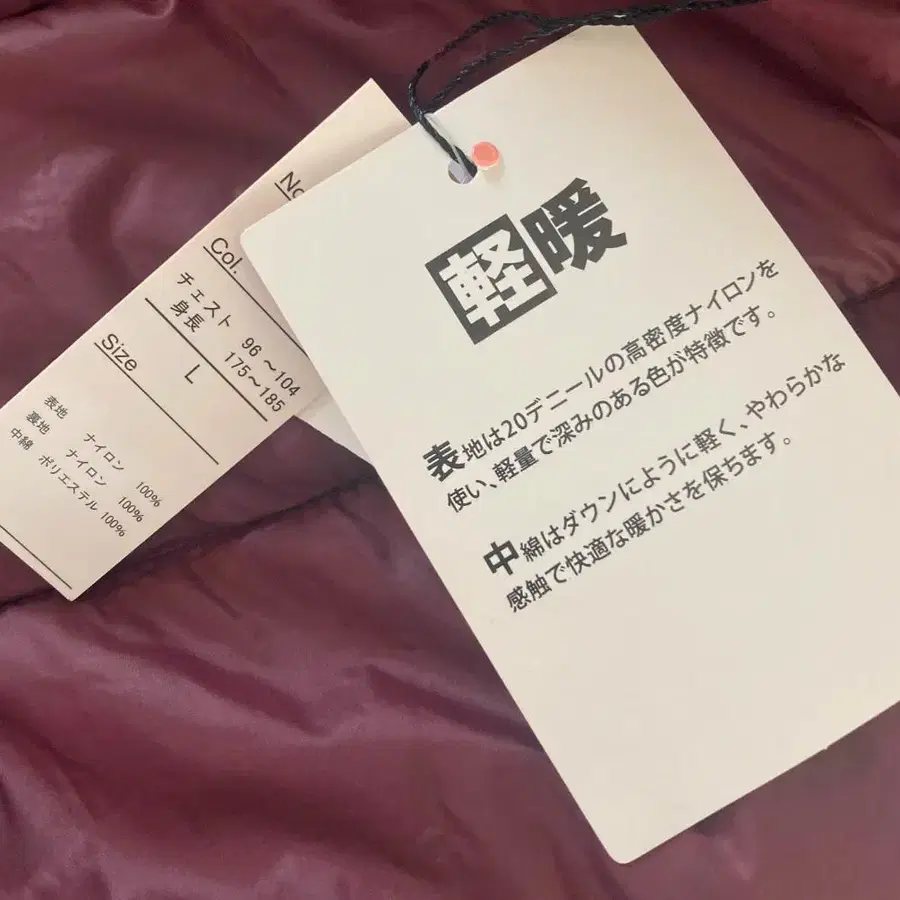 No
Col.
チェスト 96~104
身長 175~185
Size L
表地 ナイロン 100%
裏地 ナイロン 100%
中綿 ポリエステル 100%
軽暖
表地は20デニールの高密度ナイロンを
使い、軽量で深みのある色が特徴です。
中綿はダウンにように軽く、やわらかな
感触で快適な暖かさを保ちます。